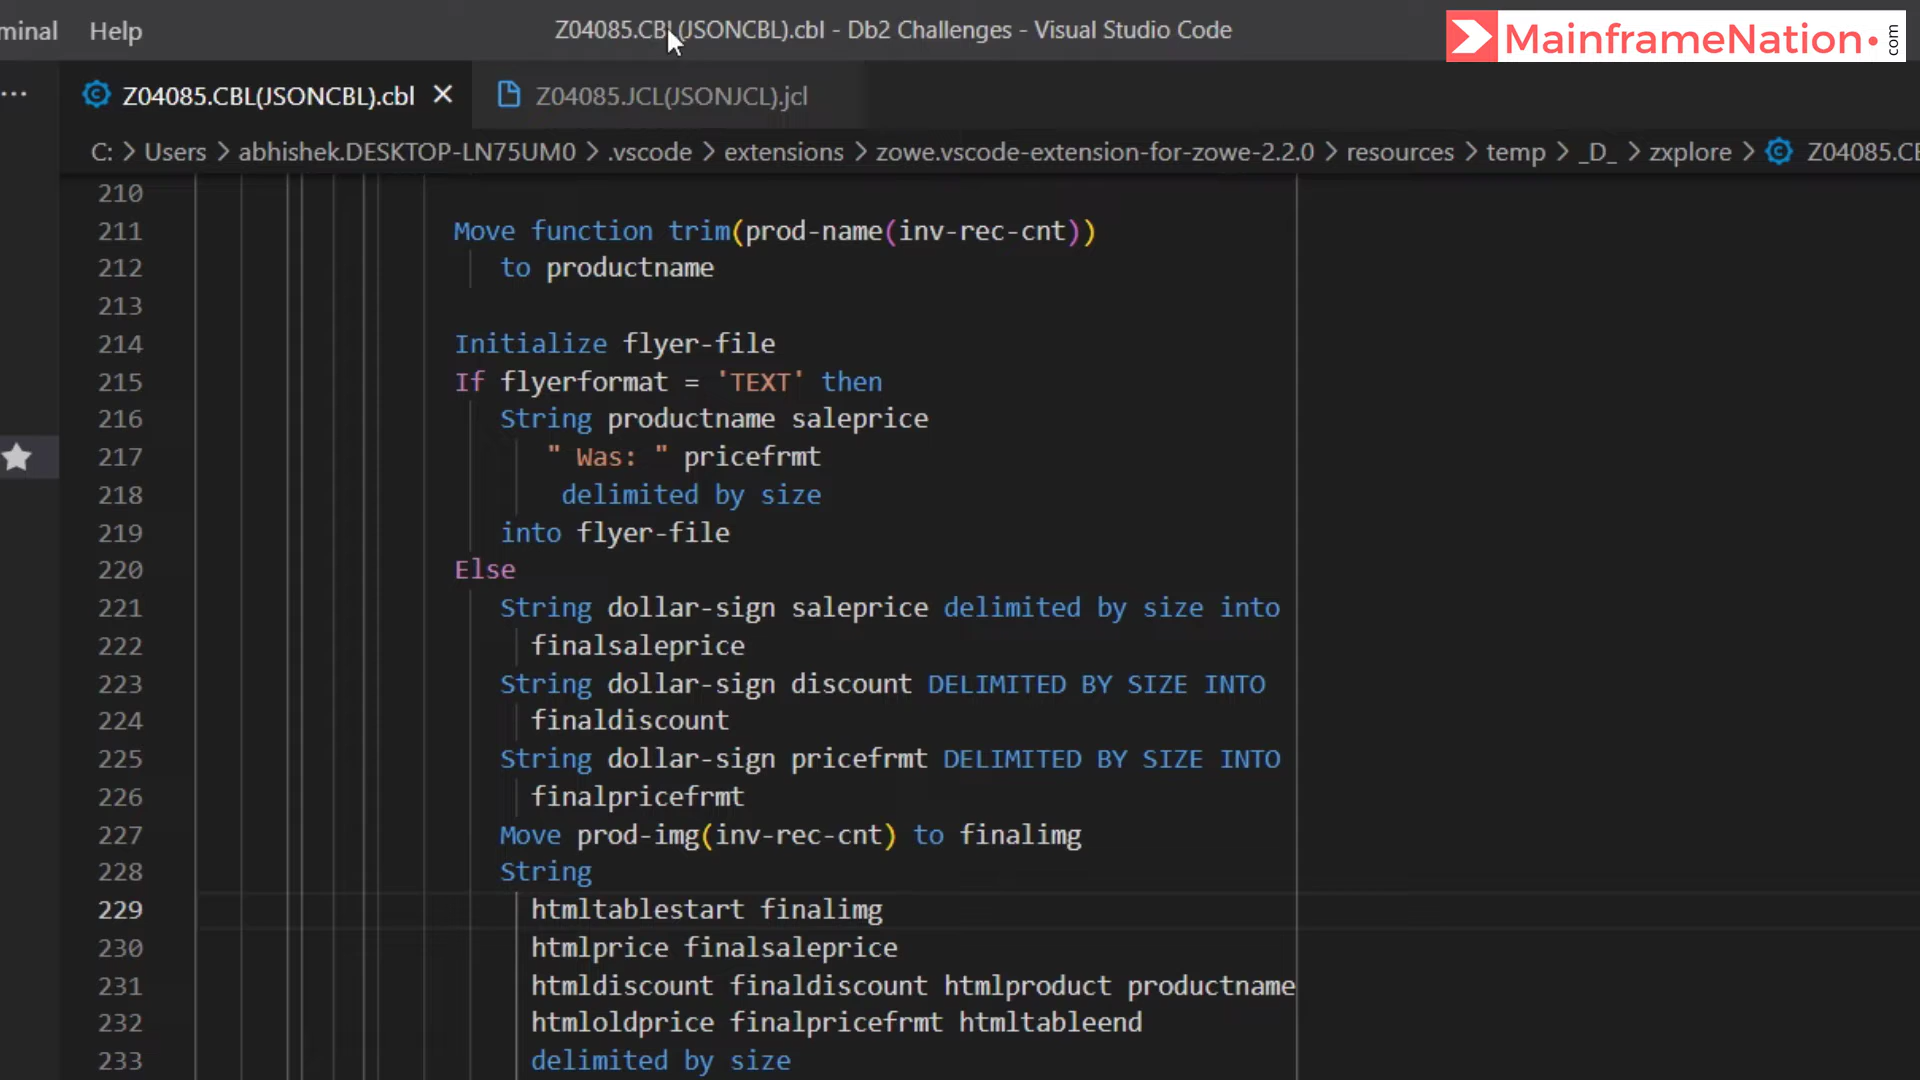 minal Help Z04085.CBL(JSONCBL).cbl - Db2 Challenges - Visual Studio Code
MainframeNation.com
... Z04085.CBL(JSONCBL).cbl Z04085.JCL(JSONJCL).jcl
C: > Users > abhishek.DESKTOP-LN75UM0 > .vscode > extensions > zowe.vscode-extension-for-zowe-2.2.0 > resources > temp > _D_ > zxplore > Z04085.CB
210
211 Move function trim(prod-name(inv-rec-cnt))
212 to productname
213
214 Initialize flyer-file
215 If flyerformat = 'TEXT' then
216 String productname saleprice
217 " Was: " pricefrmt
218 delimited by size
219 into flyer-file
220 Else
221 String dollar-sign saleprice delimited by size into
222 finalsaleprice
223 String dollar-sign discount DELIMITED BY SIZE INTO
224 finaldiscount
225 String dollar-sign pricefrmt DELIMITED BY SIZE INTO
226 finalpricefrmt
227 Move prod-img(inv-rec-cnt) to finalimg
228 String
229 htmltablestart finalimg
230 htmlprice finalsaleprice
231 htmldiscount finaldiscount htmlproduct productname
232 htmloldprice finalpricefrmt htmltableend
233 delimited by size